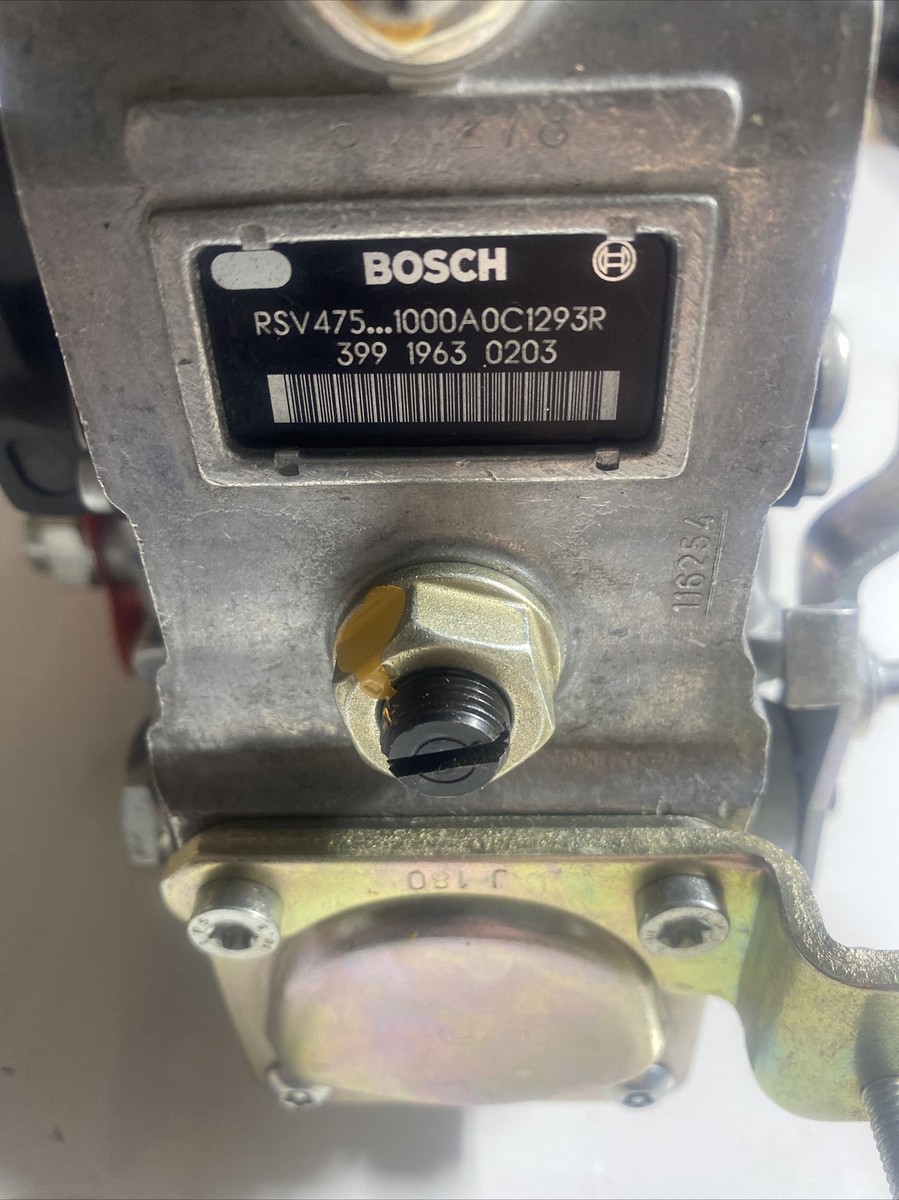 BOSCH
RSV475...1000A0C1293R
399 1963 0203
116254
J 180